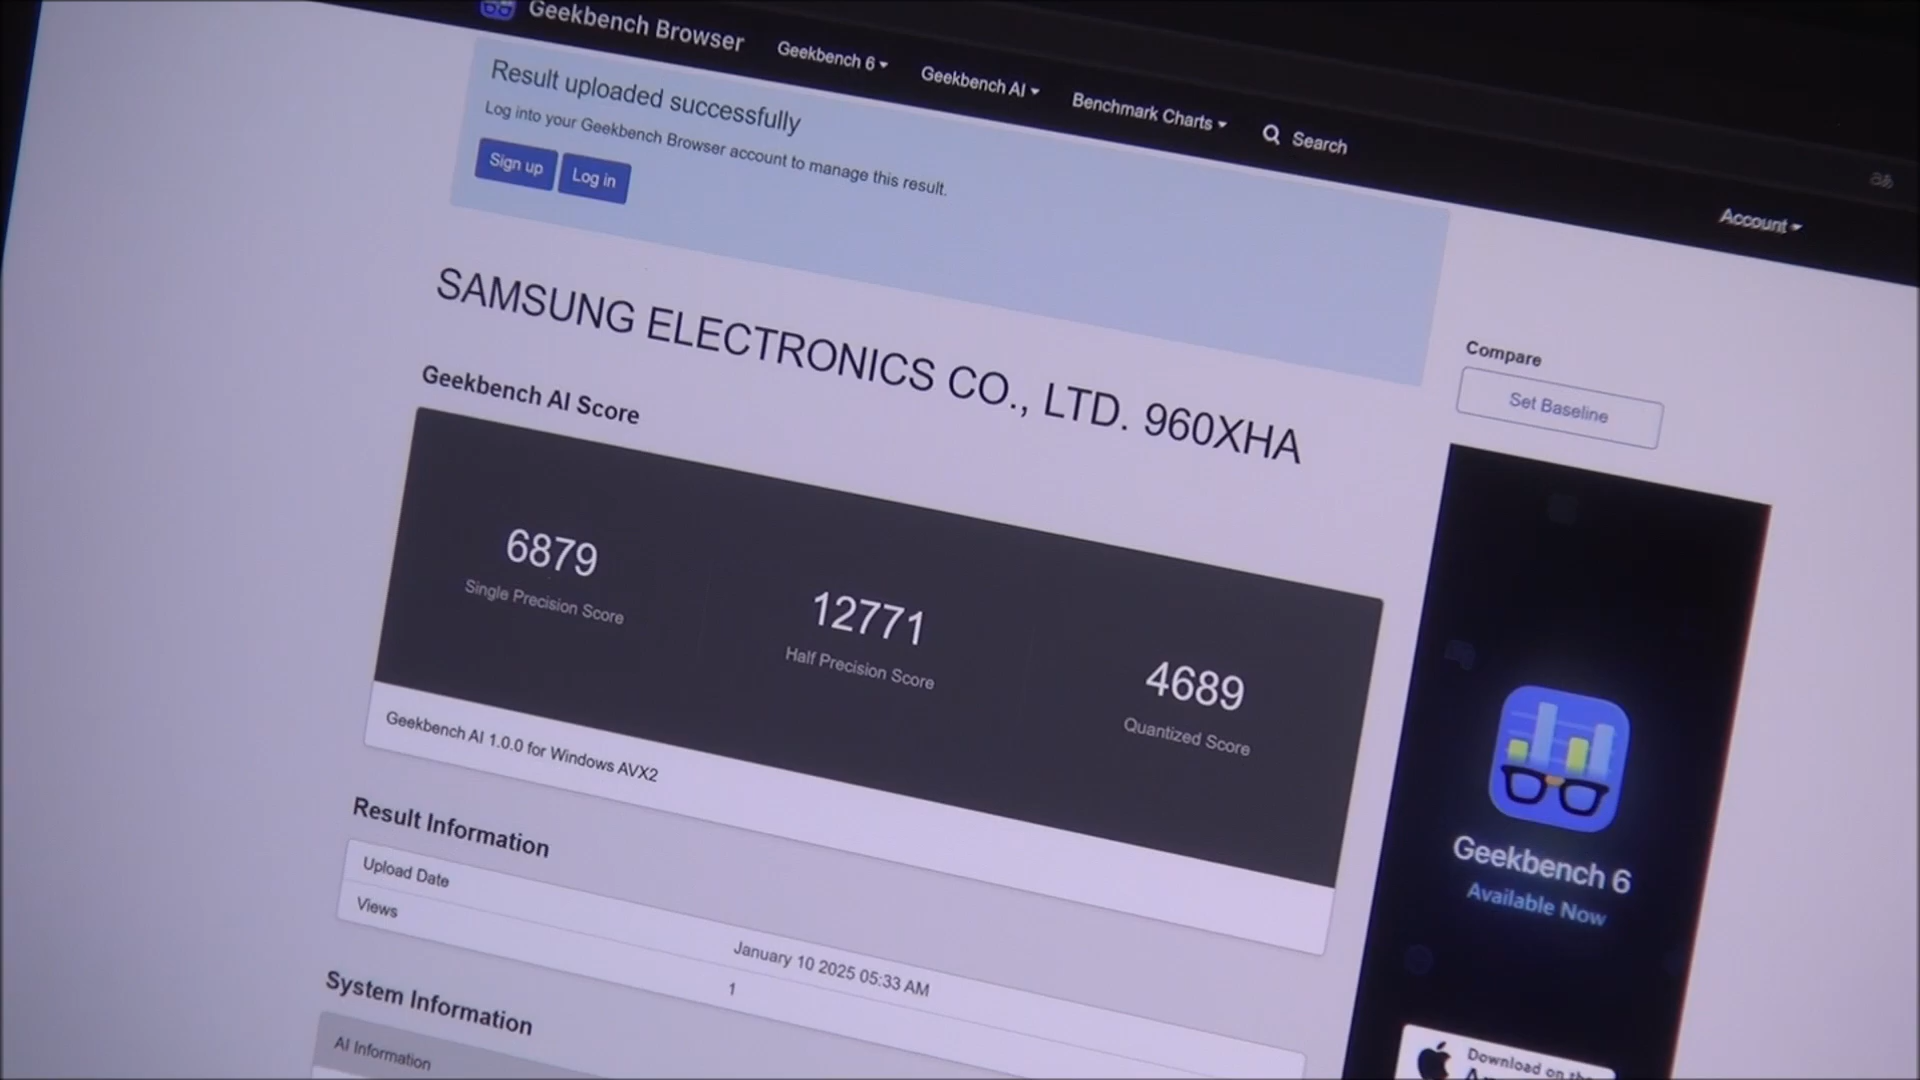 Geekbench Browser
Geekbench 6
Geekbench AI
Benchmark Charts
Search
Account
Result uploaded successfully
Log into your Geekbench Browser account to manage this result.
Sign up
Log in
SAMSUNG ELECTRONICS CO., LTD. 960XHA
Compare
Set Baseline
Geekbench AI Score
6879
Single Precision Score
12771
Half Precision Score
4689
Quantized Score
Geekbench AI 1.0.0 for Windows AVX2
Result Information
Upload Date
January 10 2025 05:33 AM
Views
1
System Information
AI Information
Geekbench 6
Available Now
Download on the